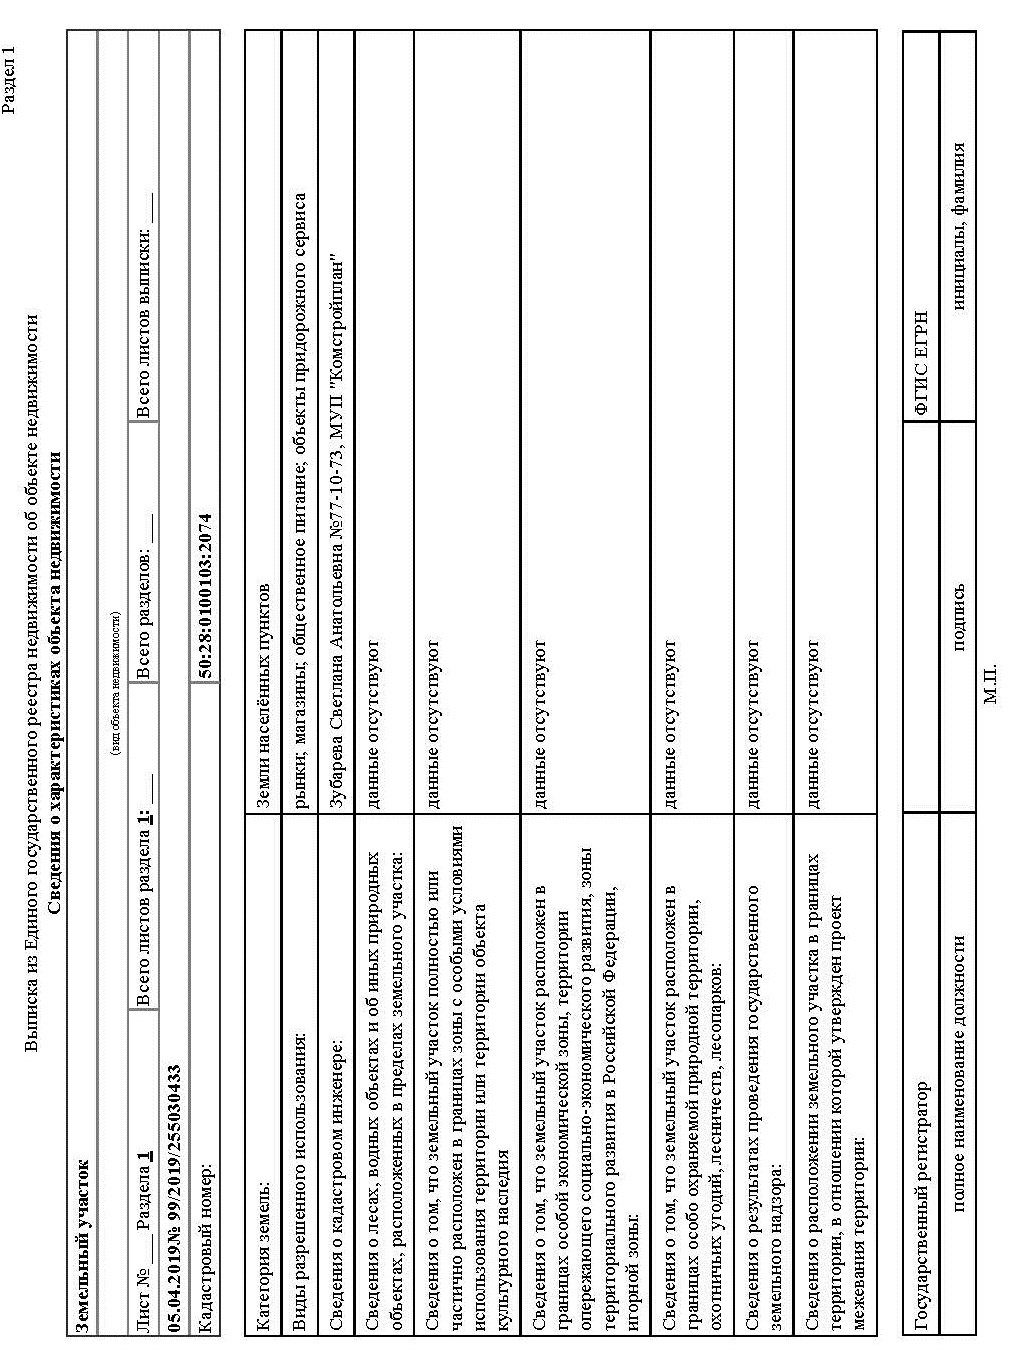 Раздел 1
Выписка из Единого государственного реестра недвижимости об объекте недвижимости
Сведения о характеристиках объекта недвижимости
Земельный участок
(вид объекта недвижимости)
Лист № ___ Раздела 1
Всего листов раздела 1: ___
Всего разделов: ___
Всего листов выписки: ___
05.04.2019№ 99/2019/255030433
Кадастровый номер:
50:28:0100103:2074
Категория земель:
Земли населённых пунктов
Виды разрешенного использования:
рынки; магазины; общественное питание; объекты придорожного сервиса
Сведения о кадастровом инженере:
Зубарева Светлана Анатольевна №77-10-73, МУП "Комстройплан"
Сведения о лесах, водных объектах и об иных природных
объектах, расположенных в пределах земельного участка:
данные отсутствуют
Сведения о том, что земельный участок полностью или
частично расположен в границах зоны с особыми условиями
использования территории или территории объекта
культурного наследия
данные отсутствуют
Сведения о том, что земельный участок расположен в
границах особой экономической зоны, территории
опережающего социально-экономического развития, зоны
территориального развития в Российской Федерации,
игорной зоны:
данные отсутствуют
Сведения о том, что земельный участок расположен в
границах особо охраняемой природной территории,
охотничьих угодий, лесничеств, лесопарков:
данные отсутствуют
Сведения о результатах проведения государственного
земельного надзора:
данные отсутствуют
Сведения о расположении земельного участка в границах
территории, в отношении которой утвержден проект
межевания территории:
данные отсутствуют
Государственный регистратор
ФГИС ЕГРН
полное наименование должности
подпись
инициалы, фамилия
М.П.